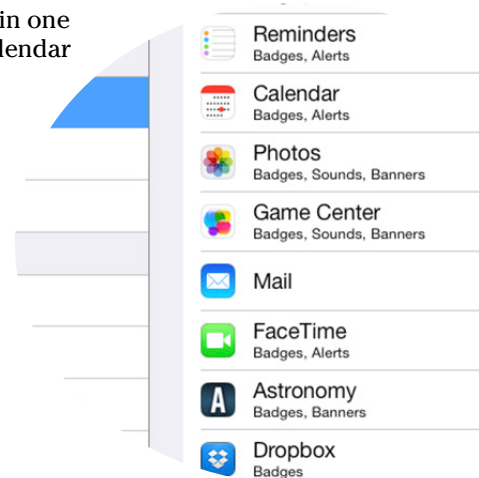 in one
lendar
Reminders
Badges, Alerts
Calendar
Badges, Alerts
Photos
Badges, Sounds, Banners
Game Center
Badges, Sounds, Banners
Mail
FaceTime
Badges, Alerts
A
Astronomy
Badges, Banners
Dropbox
Badges